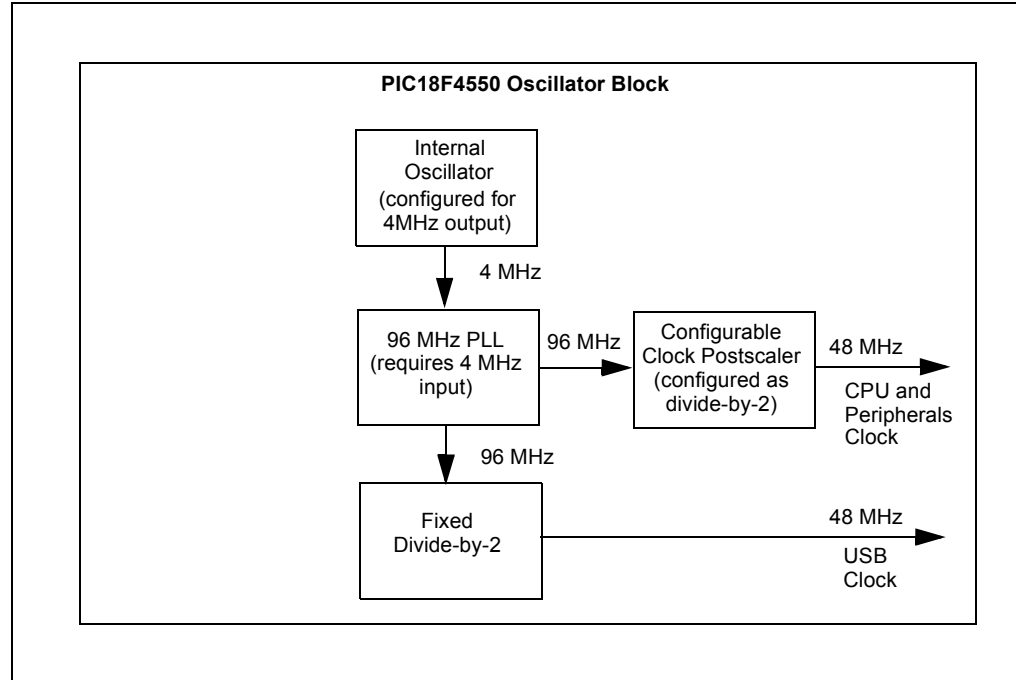 PIC18F4550 Oscillator Block
Internal
Oscillator
(configured for
4MHz output)
4 MHz
96 MHz PLL
(requires 4 MHz
input)
96 MHz
Configurable
Clock Postscaler
(configured as
divide-by-2)
48 MHz
CPU and
Peripherals
Clock
96 MHz
Fixed
Divide-by-2
48 MHz
USB
Clock